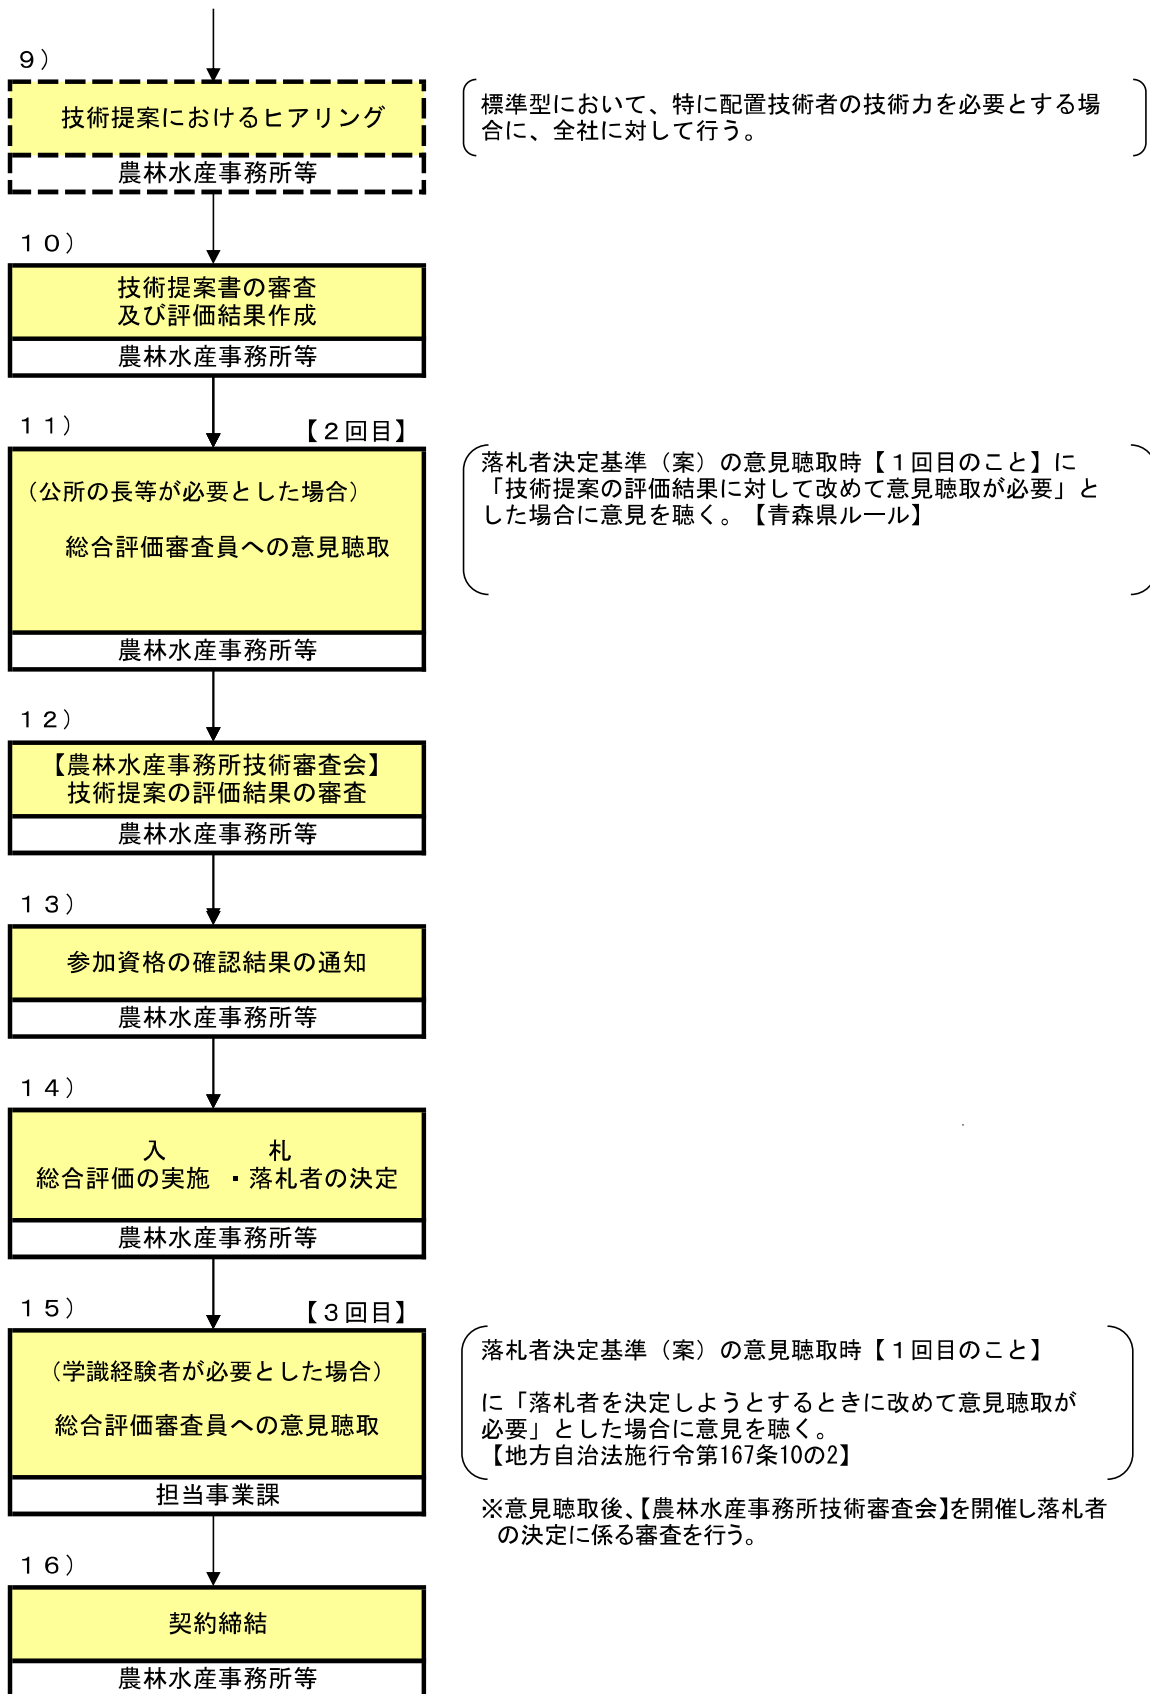 ９）
技術提案におけるヒアリング
農林水産事務所等
標準型において、特に配置技術者の技術力を必要とする場
合に、全社に対して行う。
１０）
技術提案書の審査
及び評価結果作成
農林水産事務所等
１１）
【２回目】
（公所の長等が必要とした場合）
総合評価審査員への意見聴取
農林水産事務所等
落札者決定基準（案）の意見聴取時【１回目のこと】に
「技術提案の評価結果に対して改めて意見聴取が必要」と
した場合に意見を聴く。【青森県ルール】
１２）
【農林水産事務所技術審査会】
技術提案の評価結果の審査
農林水産事務所等
１３）
参加資格の確認結果の通知
農林水産事務所等
１４）
入　　　　札
総合評価の実施　・落札者の決定
農林水産事務所等
１５）
【３回目】
（学識経験者が必要とした場合）
総合評価審査員への意見聴取
担当事業課
落札者決定基準（案）の意見聴取時【１回目のこと】
に「落札者を決定しようとするときに改めて意見聴取が
必要」とした場合に意見を聴く。
【地方自治法施行令第167条10の2】
※意見聴取後、【農林水産事務所技術審査会】を開催し落札者
の決定に係る審査を行う。
１６）
契約締結
農林水産事務所等